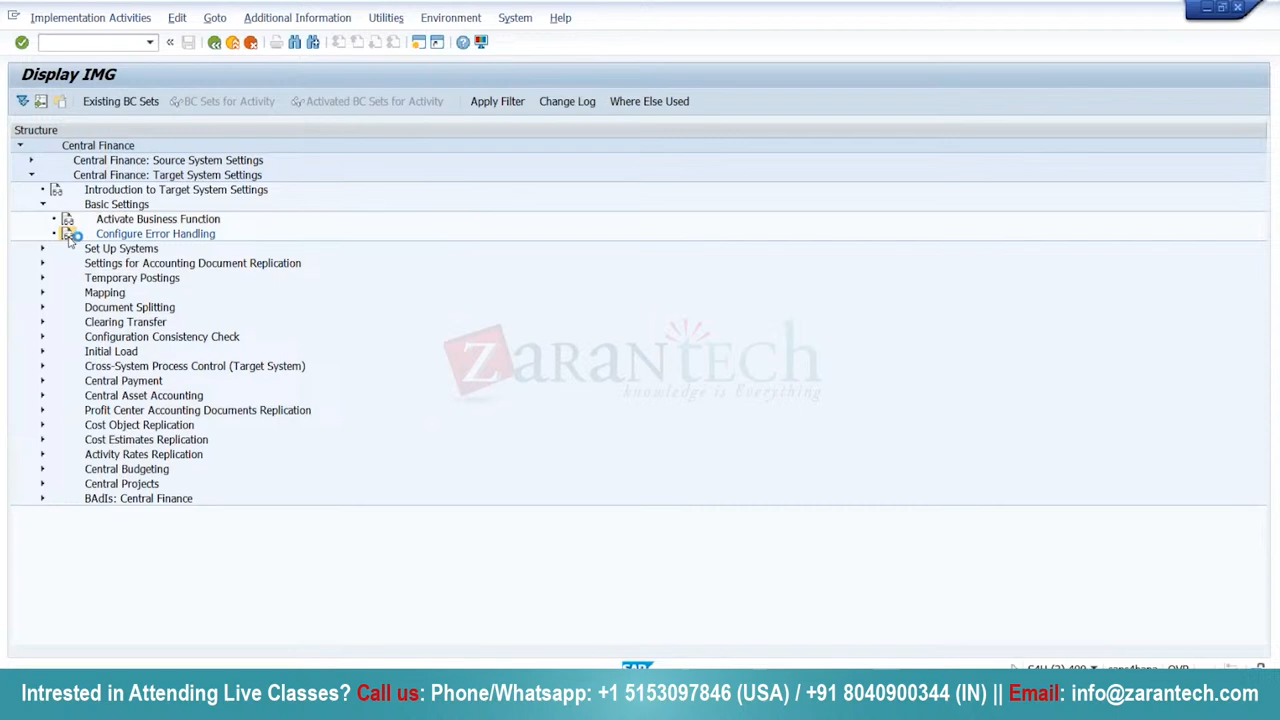 Implementation Activities Edit Goto Additional Information Utilities Environment System Help
Display IMG
Existing BC Sets BC Sets for Activity Activated BC Sets for Activity Apply Filter Change Log Where Else Used
Structure
Central Finance
Central Finance: Source System Settings
Central Finance: Target System Settings
Introduction to Target System Settings
Basic Settings
Activate Business Function
Configure Error Handling
Set Up Systems
Settings for Accounting Document Replication
Temporary Postings
Mapping
Document Splitting
Clearing Transfer
Configuration Consistency Check
Initial Load
Cross-System Process Control (Target System)
Central Payment
Central Asset Accounting
Profit Center Accounting Documents Replication
Cost Object Replication
Cost Estimates Replication
Activity Rates Replication
Central Budgeting
Central Projects
BAdIs: Central Finance
ZARANTECH
knowledge is Everything
SAP
Intrested in Attending Live Classes? Call us: Phone/Whatsapp: +1 5153097846 (USA) / +91 8040900344 (IN) || Email: info@zarantech.com